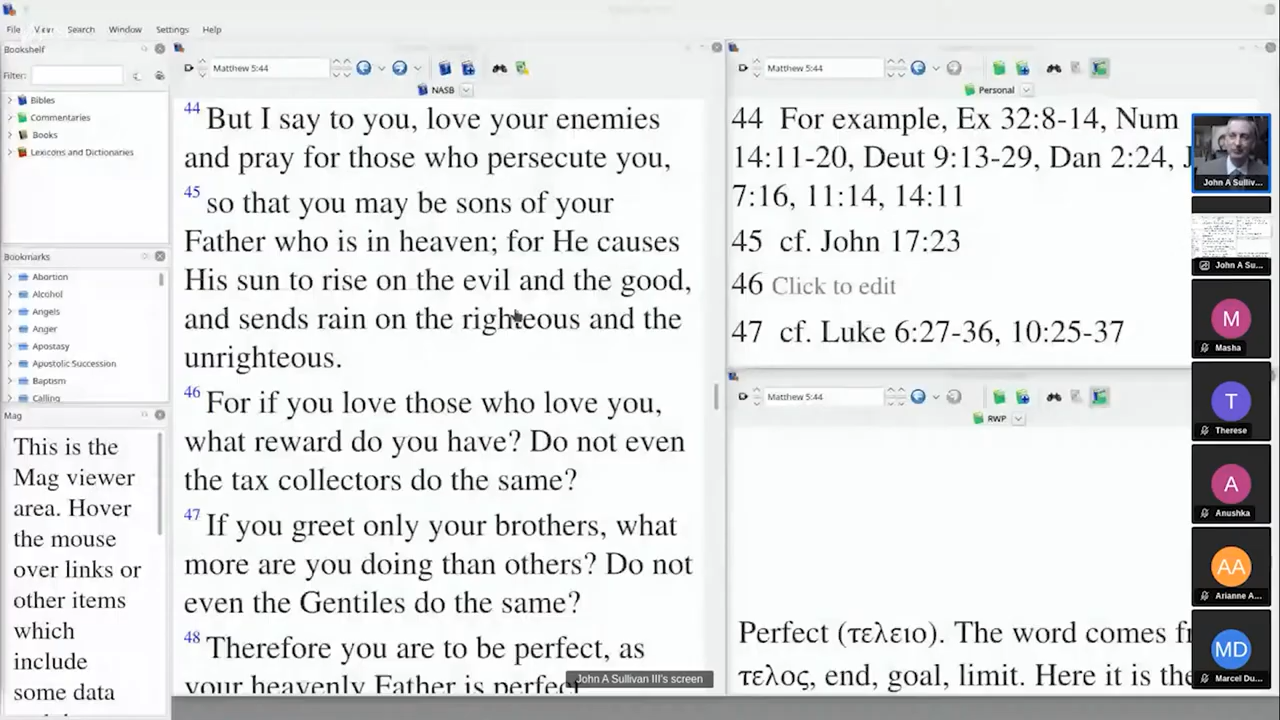 File View Search Window Settings Help
Bookshelf
Filter:
Bibles
Commentaries
Books
Lexicons and Dictionaries
Bookmarks
Abortion
Alcohol
Angels
Anger
Apostasy
Apostolic Succession
Baptism
Calling
Mag
This is the
Mag viewer
area. Hover
the mouse
over links or
other items
which
include
some data
Matthew 5:44
NASB
44 But I say to you, love your enemies
and pray for those who persecute you,
45 so that you may be sons of your
Father who is in heaven; for He causes
His sun to rise on the evil and the good,
and sends rain on the righteous and the
unrighteous.
46 For if you love those who love you,
what reward do you have? Do not even
the tax collectors do the same?
47 If you greet only your brothers, what
more are you doing than others? Do not
even the Gentiles do the same?
48 Therefore you are to be perfect, as
your heavenly Father is perfect
John A Sullivan III's screen
Matthew 5:44
Personal
44 For example, Ex 32:8-14, Num
14:11-20, Deut 9:13-29, Dan 2:24, J
7:16, 11:14, 14:11
45 cf. John 17:23
46 Click to edit
47 cf. Luke 6:27-36, 10:25-37
Matthew 5:44
RWP
Perfect (τελειο). The word comes fr
τελος, end, goal, limit. Here it is the
John A Sulliv...
John A Su...
M
Masha
T
Therese
A
Anushka
AA
Arianne A...
MD
Marcel Du...